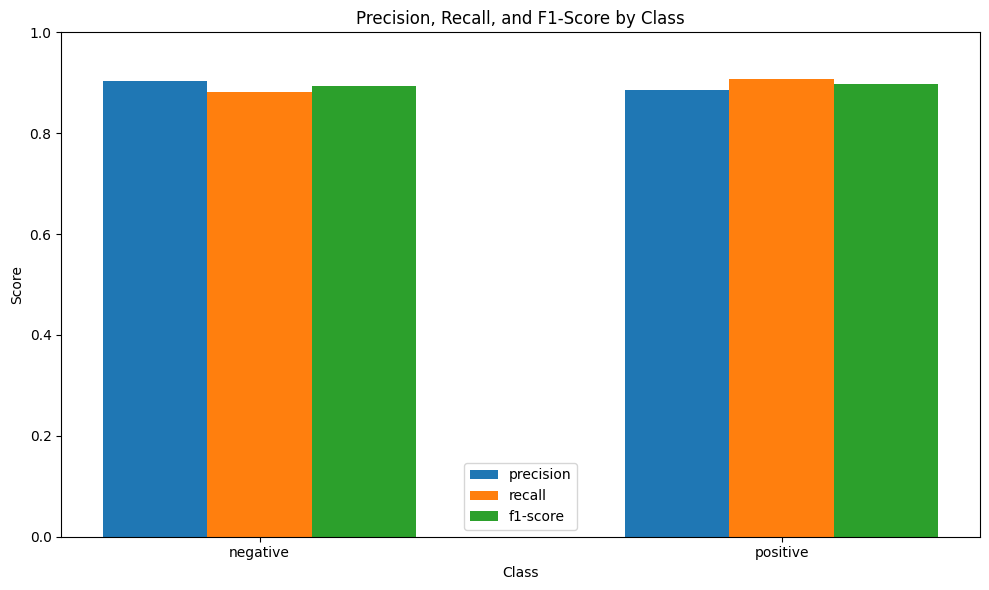 Precision, Recall, and F1-Score by Class
1.0
0.8
0.6
0.4
0.2
0.0
Score
precision
recall
f1-score
negative
positive
Class